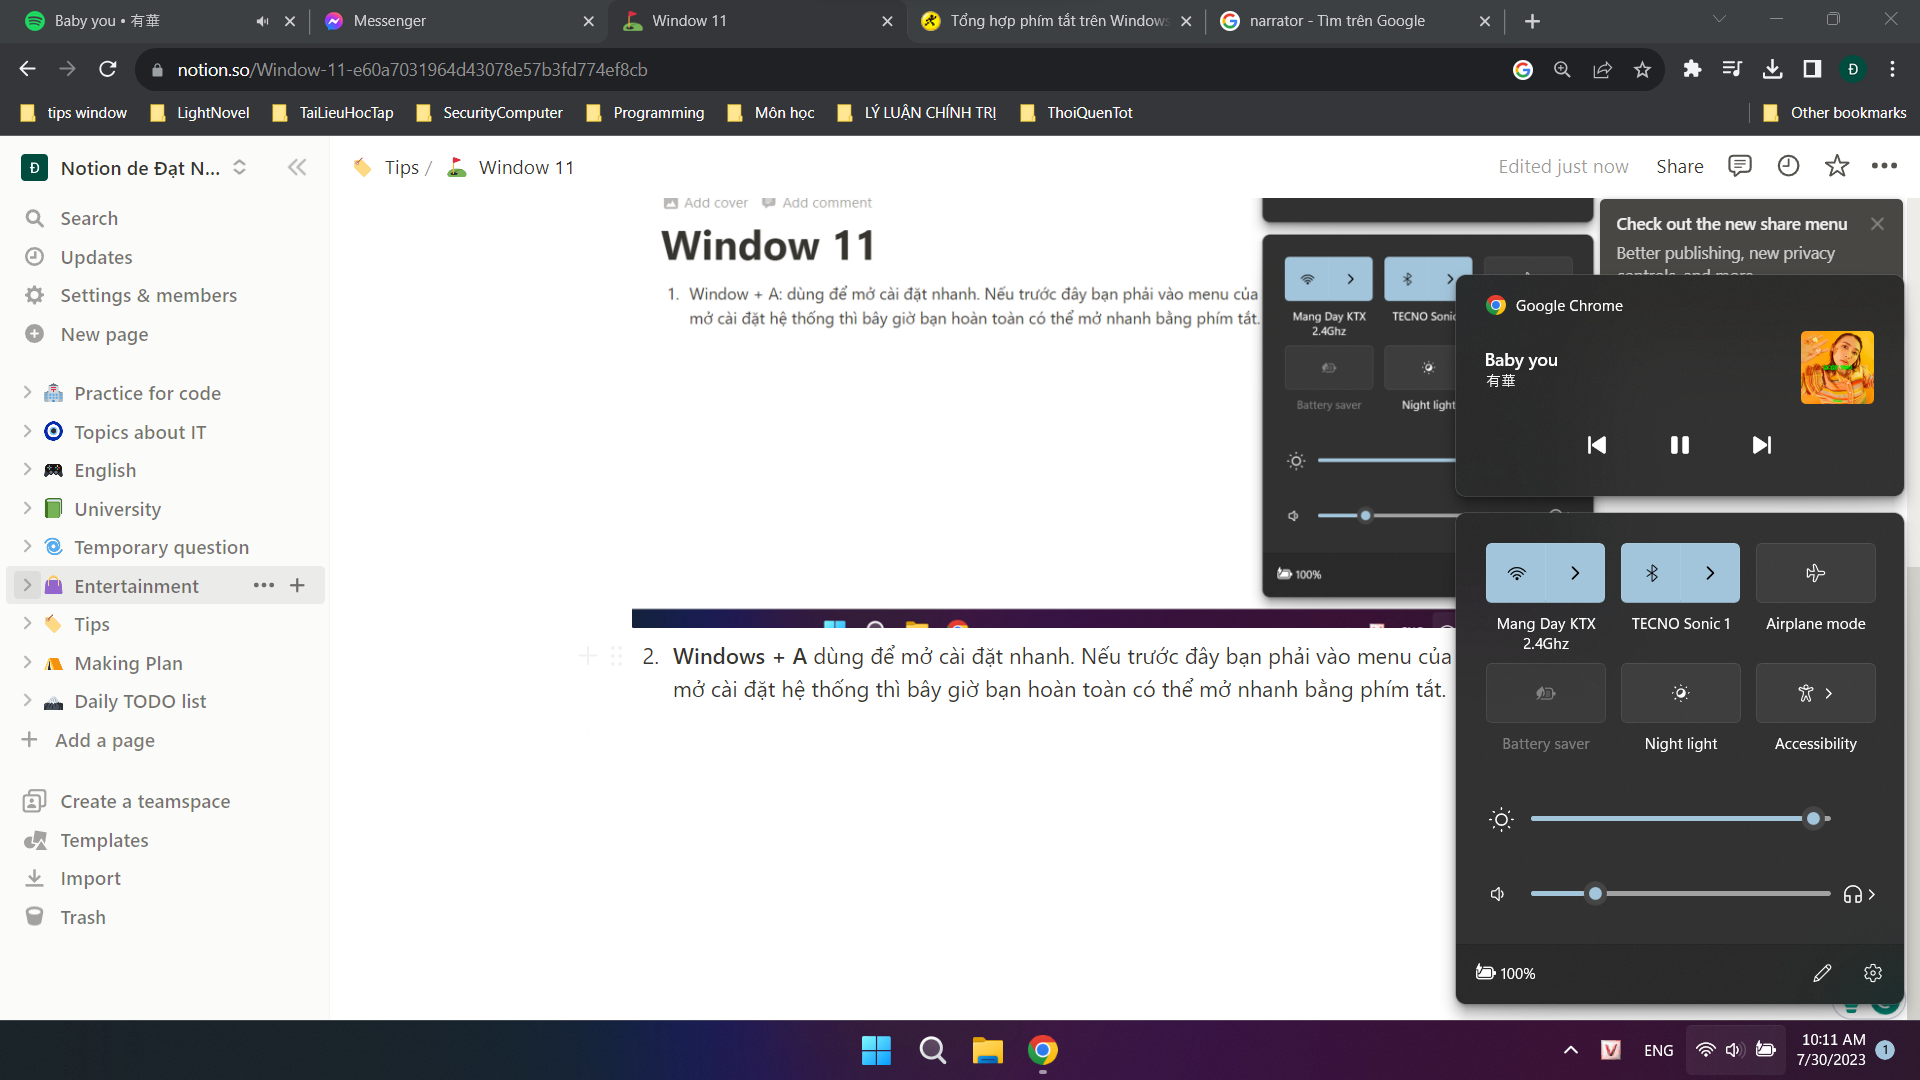 Baby you • 有華
Messenger
Window 11
Tổng hợp phím tắt trên Windows
narrator - Tìm trên Google
notion.so/Window-11-e60a7031964d43078e57b3fd774ef8cb
Đ
tips window
LightNovel
TaiLieuHocTap
SecurityComputer
Programming
Môn học
LÝ LUẬN CHÍNH TRỊ
ThoiQuenTot
Other bookmarks
Đ
Notion de Đạt N...
Tips /
Window 11
Edited just now
Share
Search
Updates
Settings & members
New page
Practice for code
Topics about IT
English
University
Temporary question
Entertainment
Tips
Making Plan
Daily TODO list
Add a page
Create a teamspace
Templates
Import
Trash
Add cover
Add comment
Window 11
1. Window + A: dùng để mở cài đặt nhanh. Nếu trước đây bạn phải vào menu của
mở cài đặt hệ thống thì bây giờ bạn hoàn toàn có thể mở nhanh bằng phím tắt.
Mang Day KTX
2.4Ghz
TECNO Sonic
Battery saver
Night light
100%
2. Windows + A dùng để mở cài đặt nhanh. Nếu trước đây bạn phải vào menu của
mở cài đặt hệ thống thì bây giờ bạn hoàn toàn có thể mở nhanh bằng phím tắt.
Check out the new share menu
Better publishing, new privacy
controls, and more
Google Chrome
Baby you
有華
Mang Day KTX
2.4Ghz
TECNO Sonic 1
Airplane mode
Battery saver
Night light
Accessibility
100%
ENG
10:11 AM
7/30/2023
1